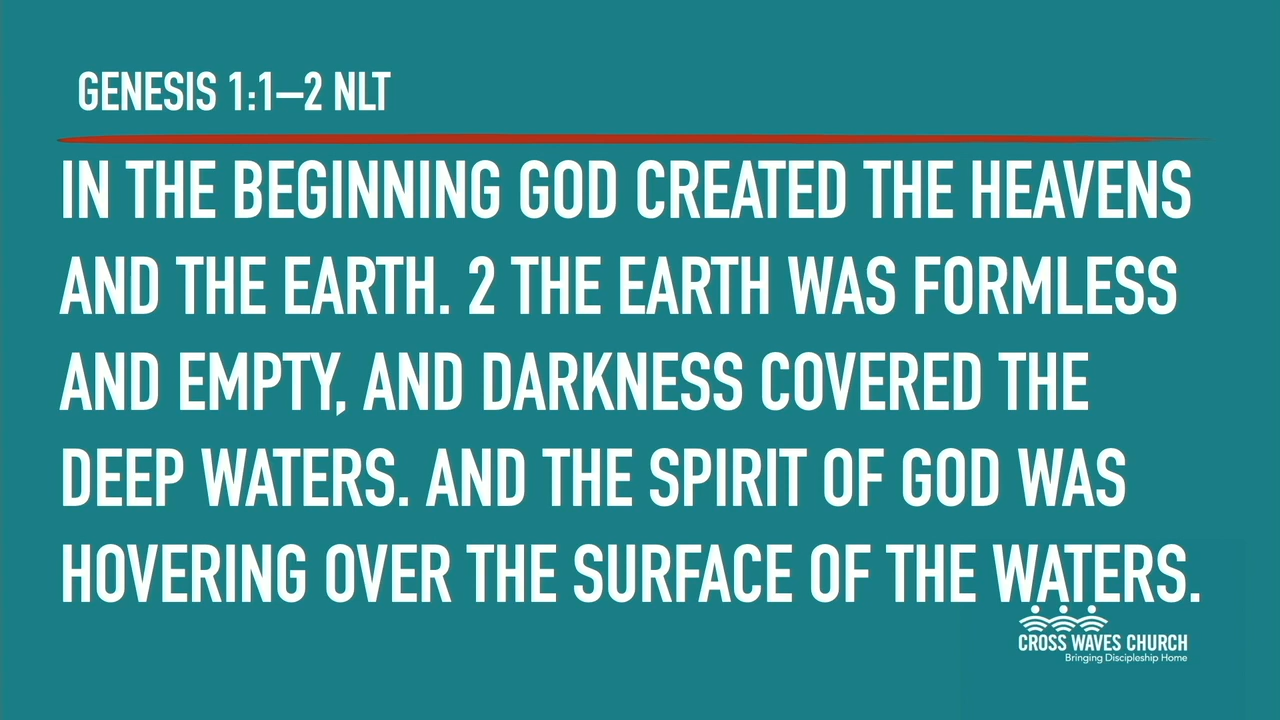 GENESIS 1:1–2 NLT
IN THE BEGINNING GOD CREATED THE HEAVENS
AND THE EARTH. 2 THE EARTH WAS FORMLESS
AND EMPTY, AND DARKNESS COVERED THE
DEEP WATERS. AND THE SPIRIT OF GOD WAS
HOVERING OVER THE SURFACE OF THE WATERS.
CROSS WAVES CHURCH
Bringing Discipleship Home